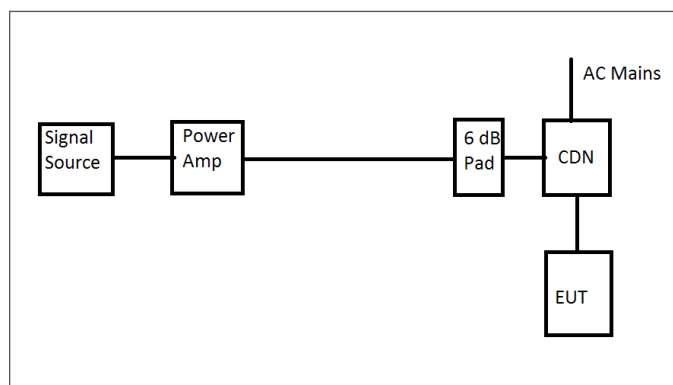 AC Mains
Signal
Source
Power
Amp
6 dB
Pad
CDN
EUT